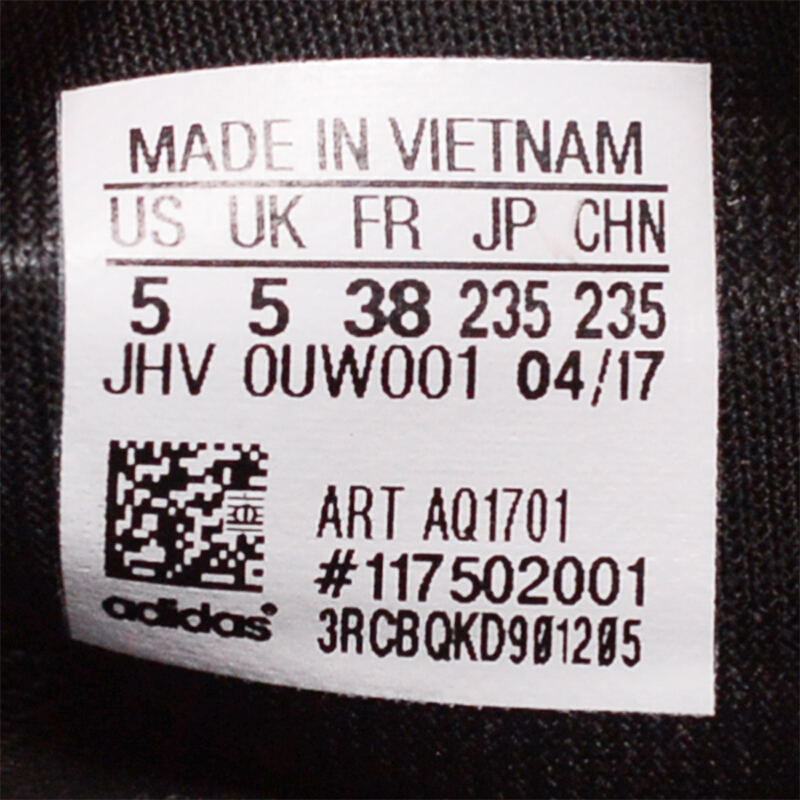 MADE IN VIETNAM
US UK FR JP CHN
5 5 38 235 235
JHV 0UW001 04/17
ART AQ1701
#117502001
adidas®
3RCBQKD901205